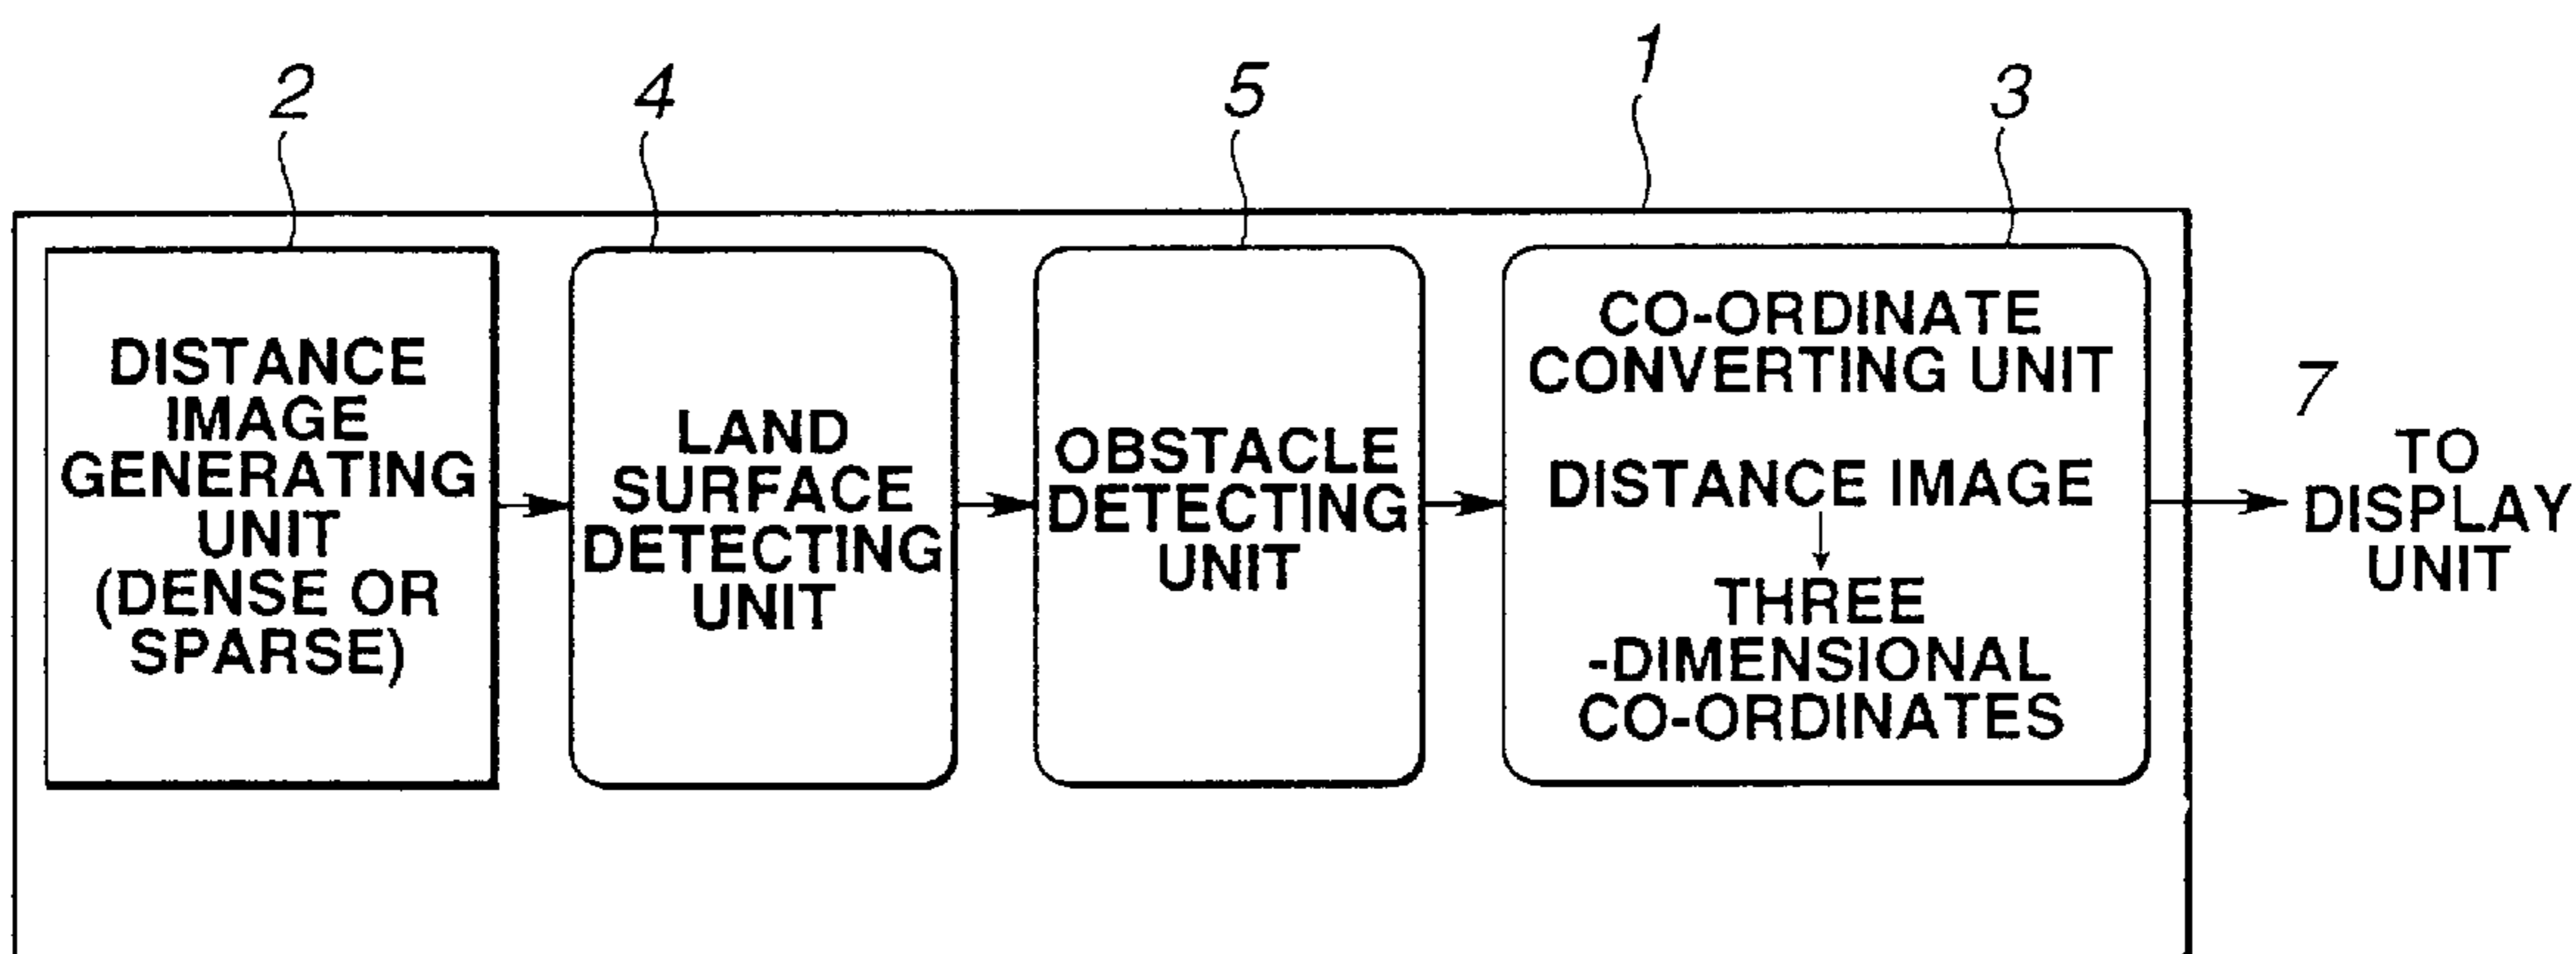 2
4
5
1
3
DISTANCE
IMAGE
GENERATING
UNIT
(DENSE OR
SPARSE)
LAND
SURFACE
DETECTING
UNIT
OBSTACLE
DETECTING
UNIT
CO-ORDINATE
CONVERTING UNIT
DISTANCE IMAGE
THREE
-DIMENSIONAL
CO-ORDINATES
7
TO
DISPLAY
UNIT